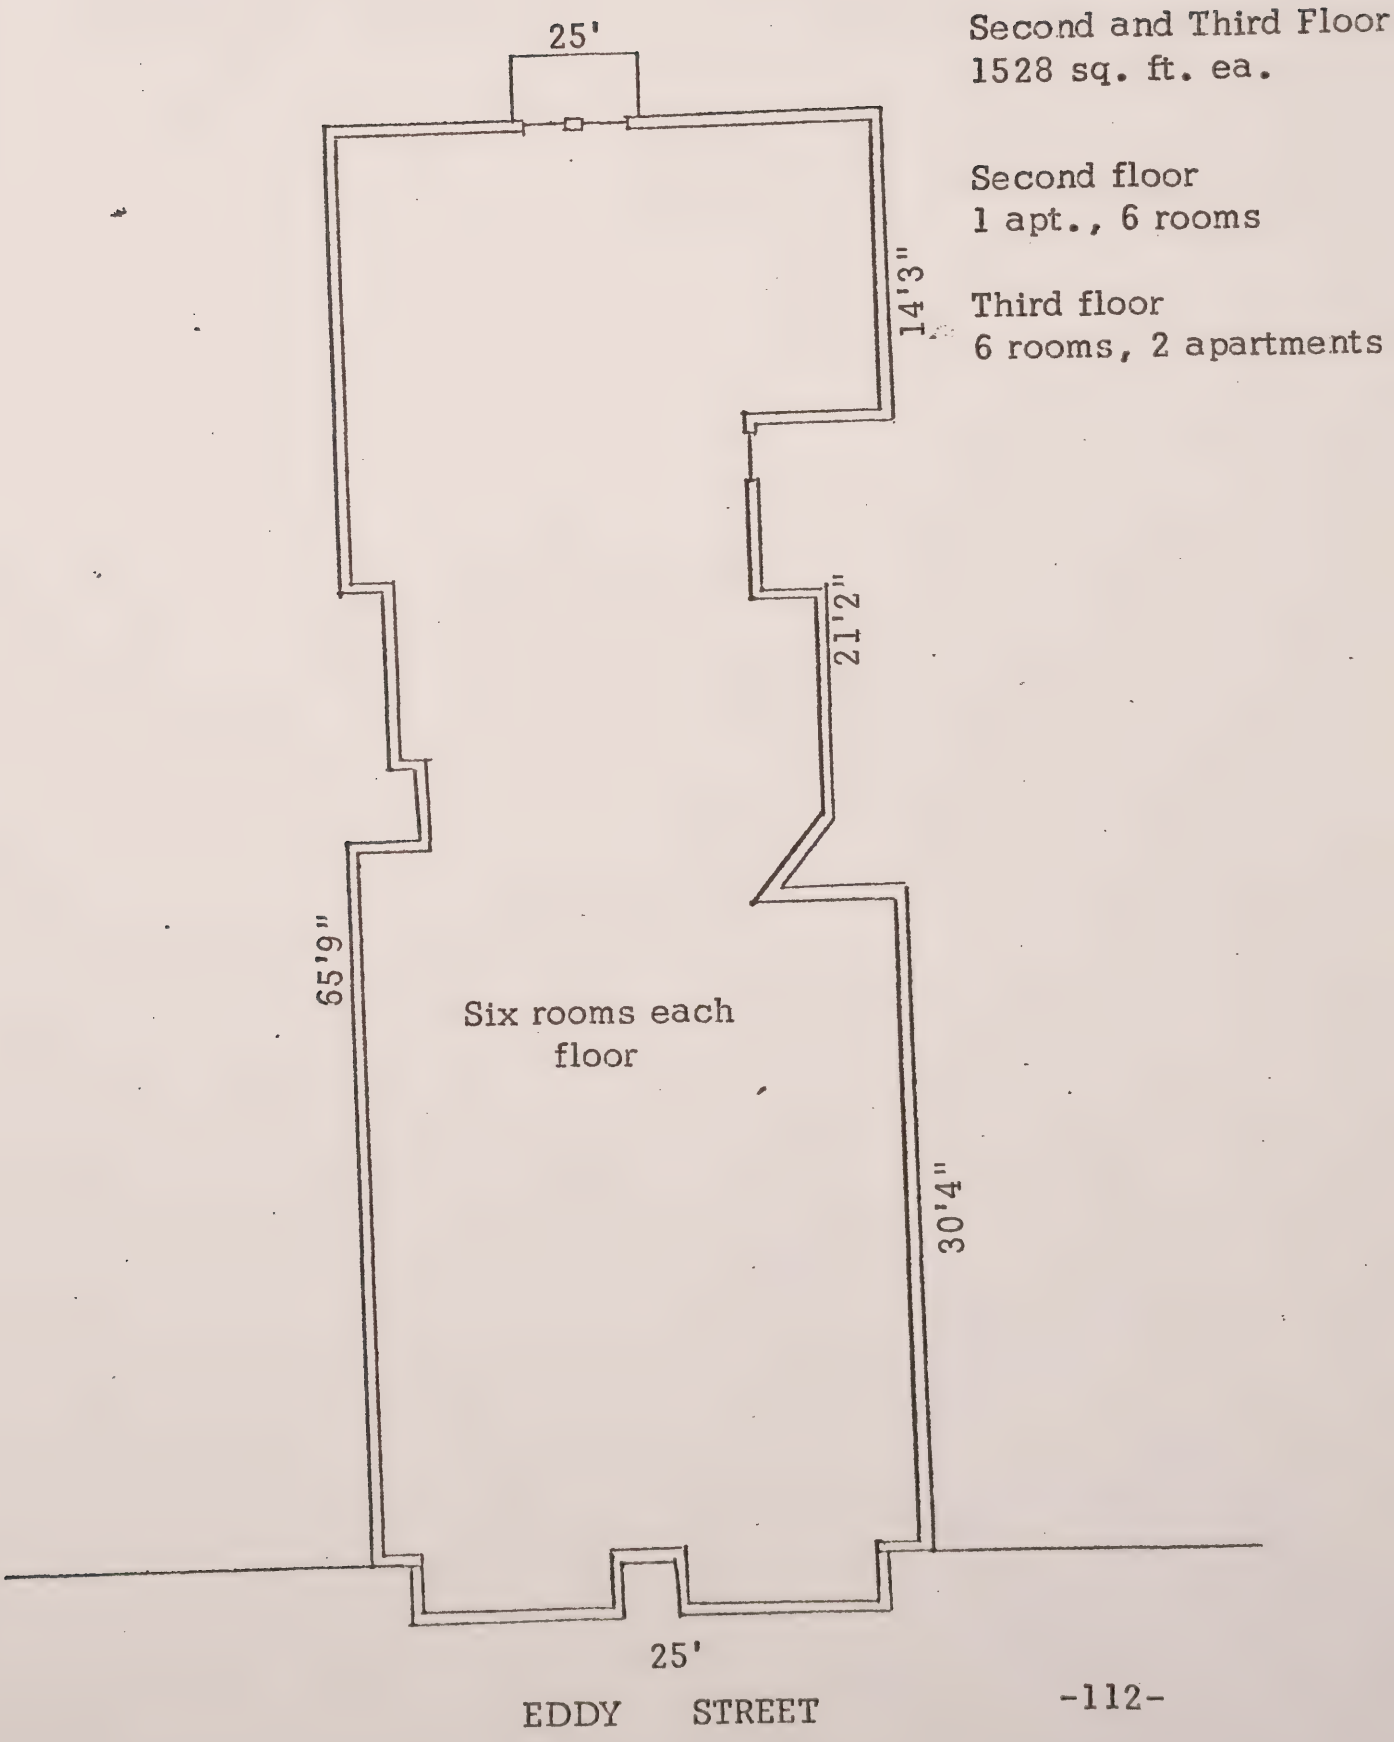 25'
Second and Third Floor
1528 sq. ft. ea.
Second floor
1 apt., 6 rooms
Third floor
6 rooms, 2 apartments
14'3"
21'2"
65'9"
Six rooms each
floor
30'4"
25'
EDDY STREET
-112-